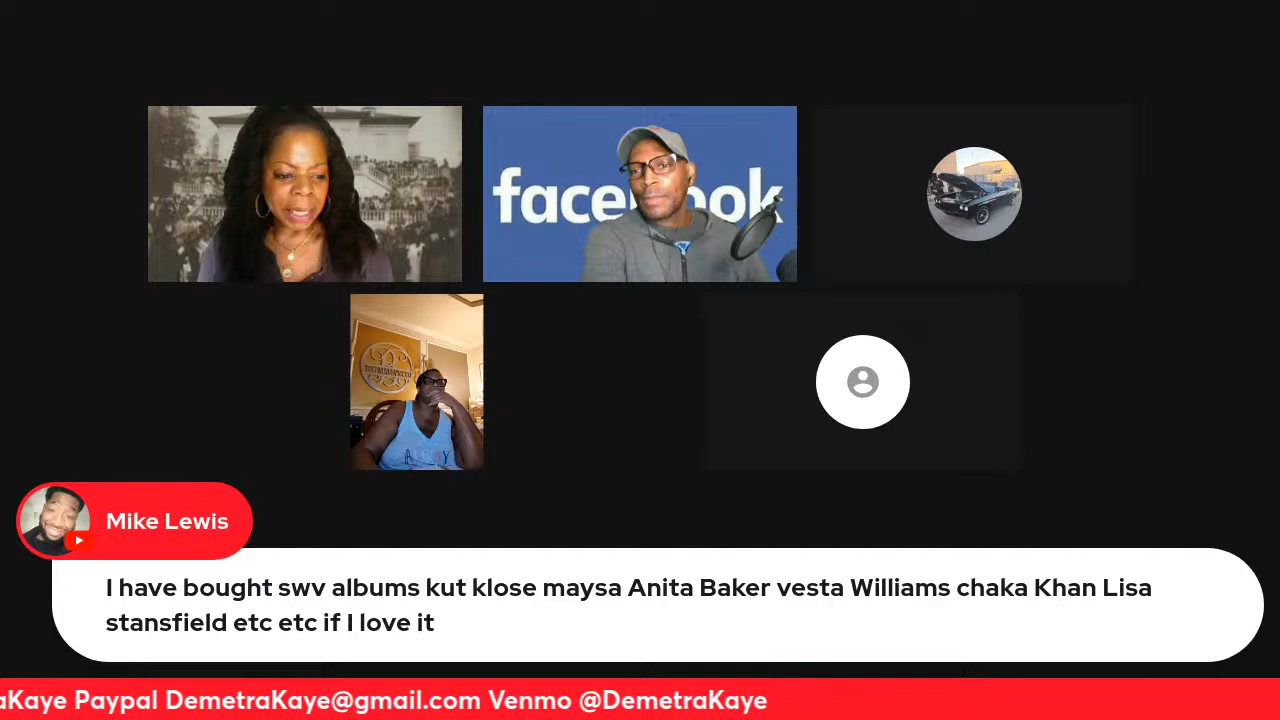 facebook
Mike Lewis
I have bought swv albums kut klose maysa Anita Baker vesta Williams chaka Khan Lisa
stansfield etc etc if I love it
aKaye Paypal DemetraKaye@gmail.com Venmo @DemetraKaye